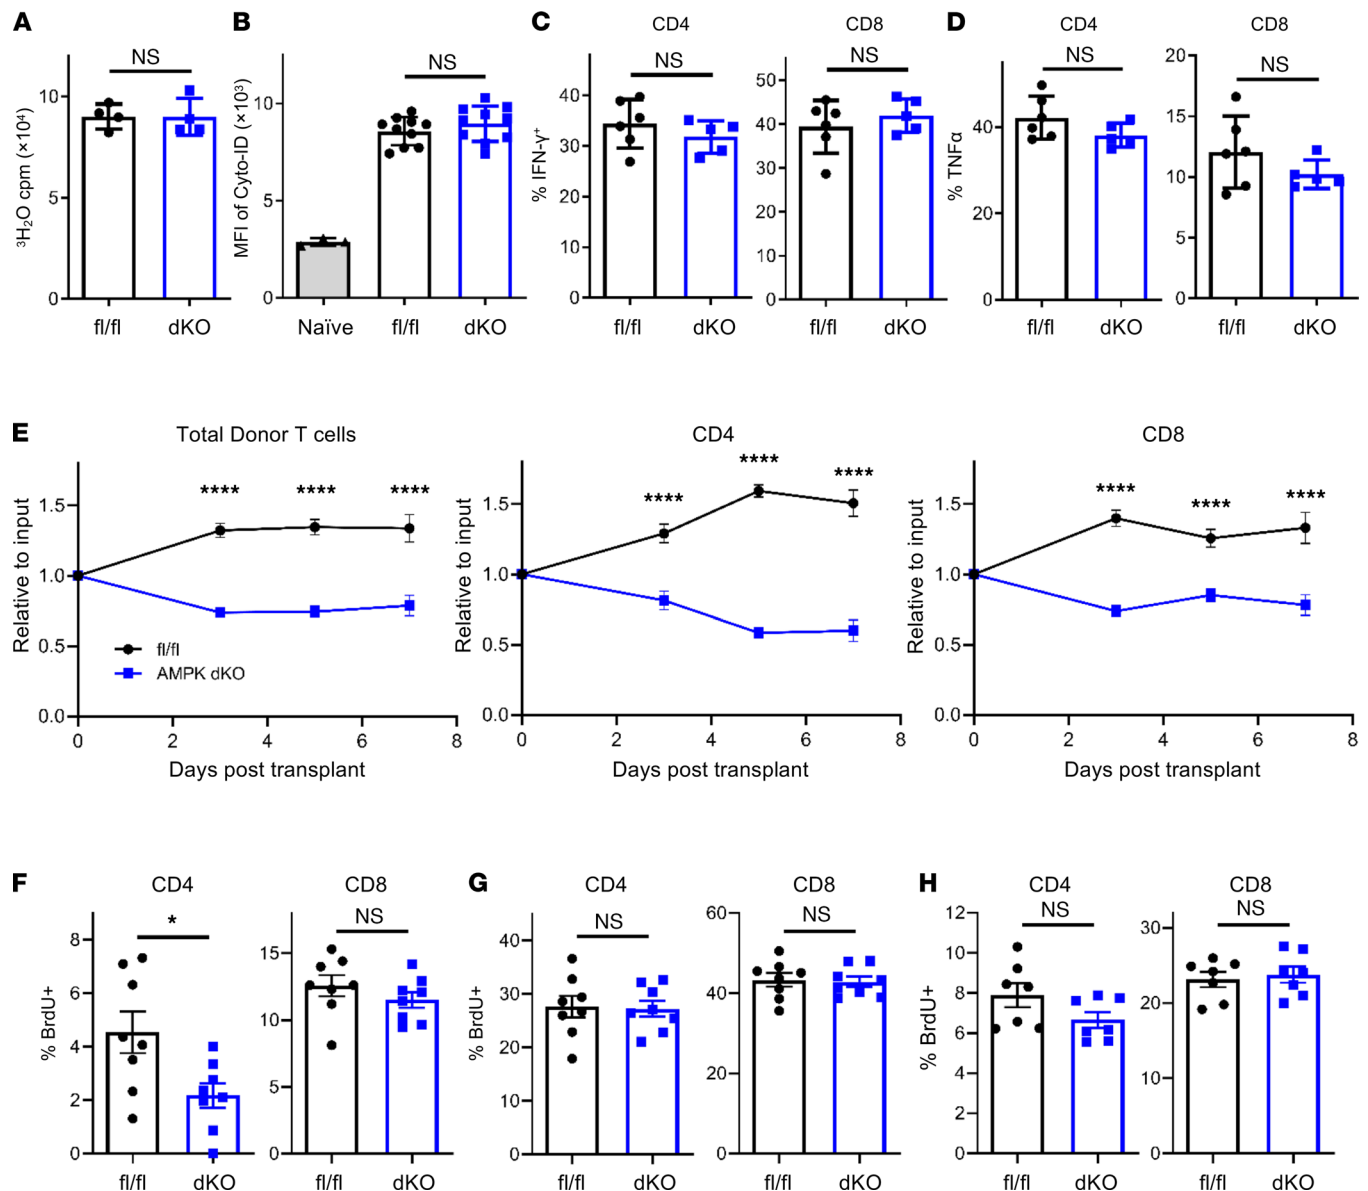 A
NS
³H₂O cpm (×10⁴)
10
5
0
fl/fl
dKO
B
NS
MFI of Cyto-ID (×10³)
10
5
0
Naïve
fl/fl
dKO
C
CD4
NS
% IFN-γ⁺
40
30
20
10
0
fl/fl
dKO
CD8
NS
50
40
30
20
10
0
fl/fl
dKO
D
CD4
NS
% TNFα
40
20
0
fl/fl
dKO
CD8
NS
20
15
10
5
0
fl/fl
dKO
E
Total Donor T cells
**** **** ****
Relative to input
1.5
1.0
0.5
0.0
fl/fl
AMPK dKO
0 2 4 6 8
Days post transplant
CD4
**** **** ****
Relative to input
1.5
1.0
0.5
0.0
0 2 4 6 8
Days post transplant
CD8
**** **** ****
Relative to input
1.5
1.0
0.5
0.0
0 2 4 6 8
Days post transplant
F
CD4
*
% BrdU+
8
6
4
2
0
fl/fl
dKO
CD8
NS
15
10
5
0
fl/fl
dKO
G
CD4
NS
% BrdU+
40
30
20
10
0
fl/fl
dKO
CD8
NS
60
40
20
0
fl/fl
dKO
H
CD4
NS
% BrdU+
12
10
8
6
4
2
0
fl/fl
dKO
CD8
NS
30
20
10
0
fl/fl
dKO